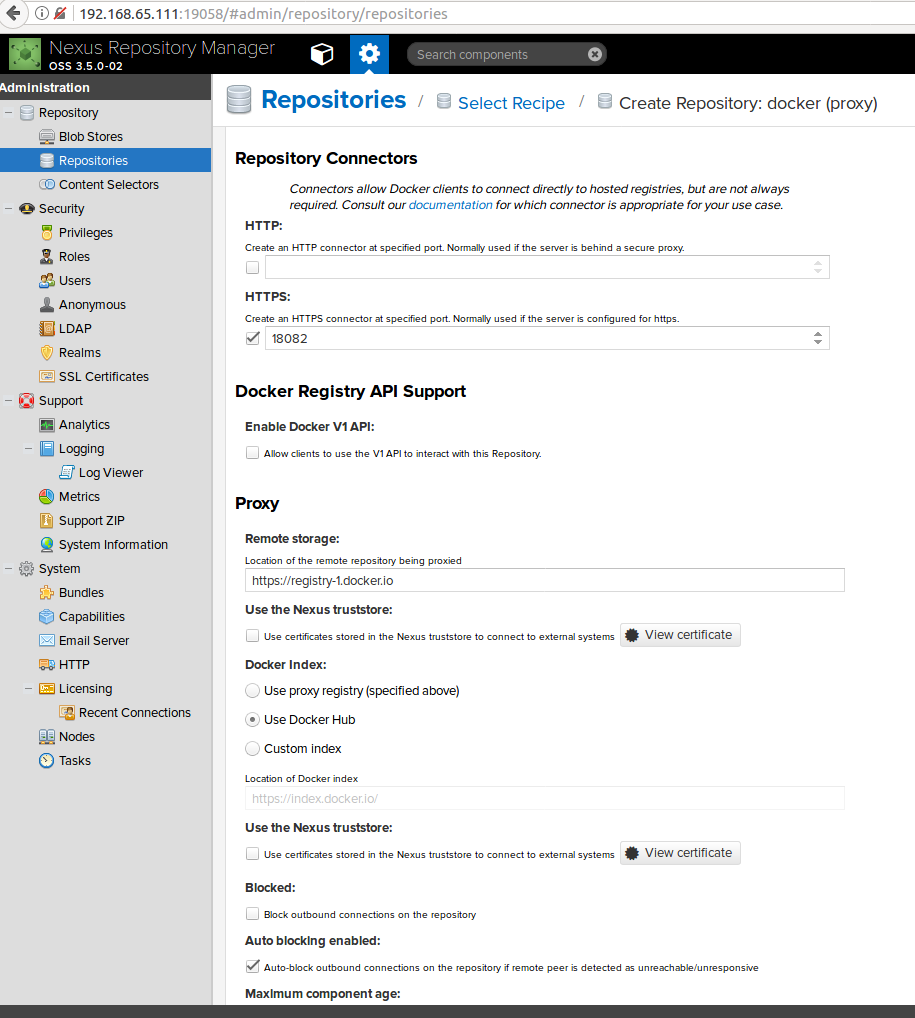 192.168.65.111:19058/#admin/repository/repositories
Nexus Repository Manager
OSS 3.5.0-02
Search components
Administration
Repository
Blob Stores
Repositories
Content Selectors
Security
Privileges
Roles
Users
Anonymous
LDAP
Realms
SSL Certificates
Support
Analytics
Logging
Log Viewer
Metrics
Support ZIP
System Information
System
Bundles
Capabilities
Email Server
HTTP
Licensing
Recent Connections
Nodes
Tasks
Repositories / Select Recipe / Create Repository: docker (proxy)
Repository Connectors
Connectors allow Docker clients to connect directly to hosted registries, but are not always
required. Consult our documentation for which connector is appropriate for your use case.
HTTP:
Create an HTTP connector at specified port. Normally used if the server is behind a secure proxy.
HTTPS:
Create an HTTPS connector at specified port. Normally used if the server is configured for https.
18082
Docker Registry API Support
Enable Docker V1 API:
Allow clients to use the V1 API to interact with this Repository.
Proxy
Remote storage:
Location of the remote repository being proxied
https://registry-1.docker.io
Use the Nexus truststore:
Use certificates stored in the Nexus truststore to connect to external systems View certificate
Docker Index:
Use proxy registry (specified above)
Use Docker Hub
Custom index
Location of Docker index
https://index.docker.io/
Use the Nexus truststore:
Use certificates stored in the Nexus truststore to connect to external systems View certificate
Blocked:
Block outbound connections on the repository
Auto blocking enabled:
Auto-block outbound connections on the repository if remote peer is detected as unreachable/unresponsive
Maximum component age: